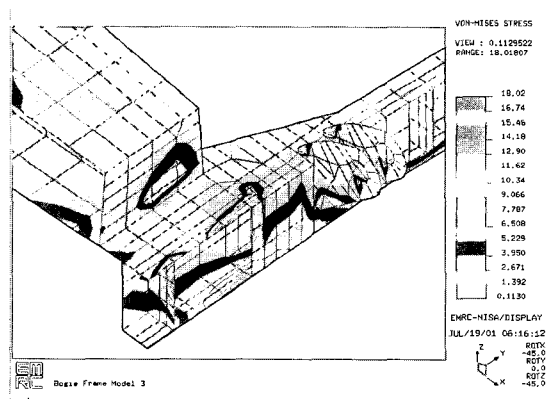 VON-MISES STRESS
VIEW : 0.1129522
RANGE: 18.01807
18.02
16.74
15.46
14.18
12.90
11.62
10.34
9.066
7.787
6.508
5.229
3.950
2.671
1.392
0.1130
EMRC-NISA/DISPLAY
JUL/19/01 06:16:12
Z
Y
X
ROTX
-45.0
ROTY
0.0
ROTZ
-45.0
EM
RC
Bogie Frame Model 3